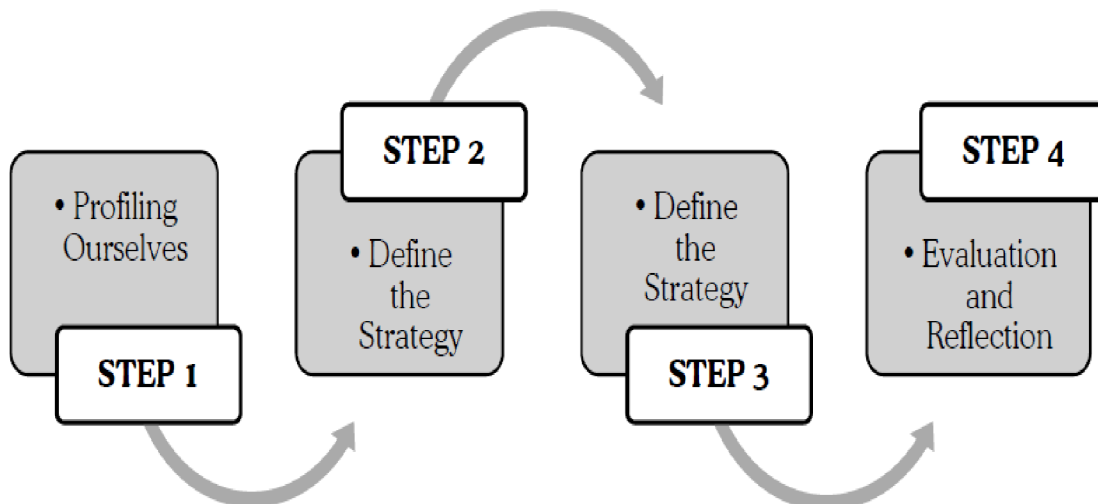 • Profiling
Ourselves
STEP 1
STEP 2
• Define
the
Strategy
• Define
the
Strategy
STEP 3
STEP 4
• Evaluation
and
Reflection